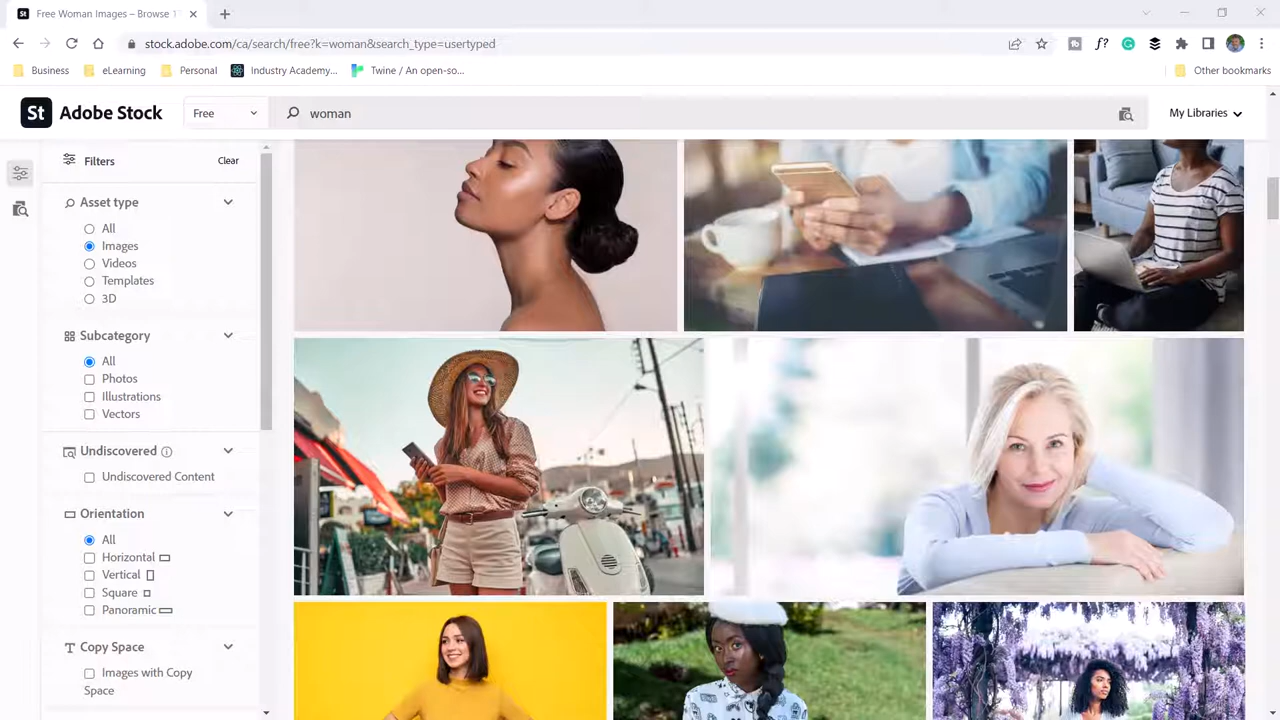 St Free Woman Images – Browse 1
stock.adobe.com/ca/search/free?k=woman&search_type=usertyped
f?
Business
eLearning
Personal
Industry Academy...
Twine / An open-so...
Other bookmarks
St Adobe Stock
Free
woman
My Libraries
Filters
Clear
Asset type
All
Images
Videos
Templates
3D
Subcategory
All
Photos
Illustrations
Vectors
Undiscovered
Undiscovered Content
Orientation
All
Horizontal
Vertical
Square
Panoramic
Copy Space
Images with Copy
Space